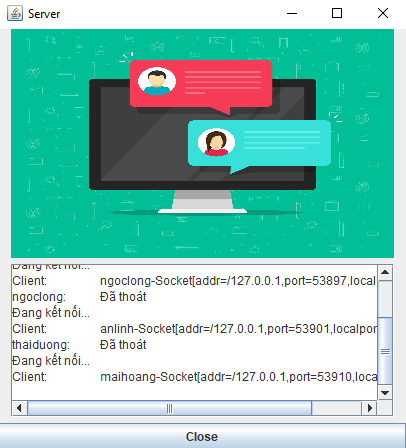 Server
Đang kết nối...
Client: ngoclong-Socket[addr=/127.0.0.1,port=53897,local
ngoclong: Đã thoát
Đang kết nối...
Client: anlinh-Socket[addr=/127.0.0.1,port=53901,localpor
thaiduong: Đã thoát
Đang kết nối...
Client: maihoang-Socket[addr=/127.0.0.1,port=53910,loca
Close